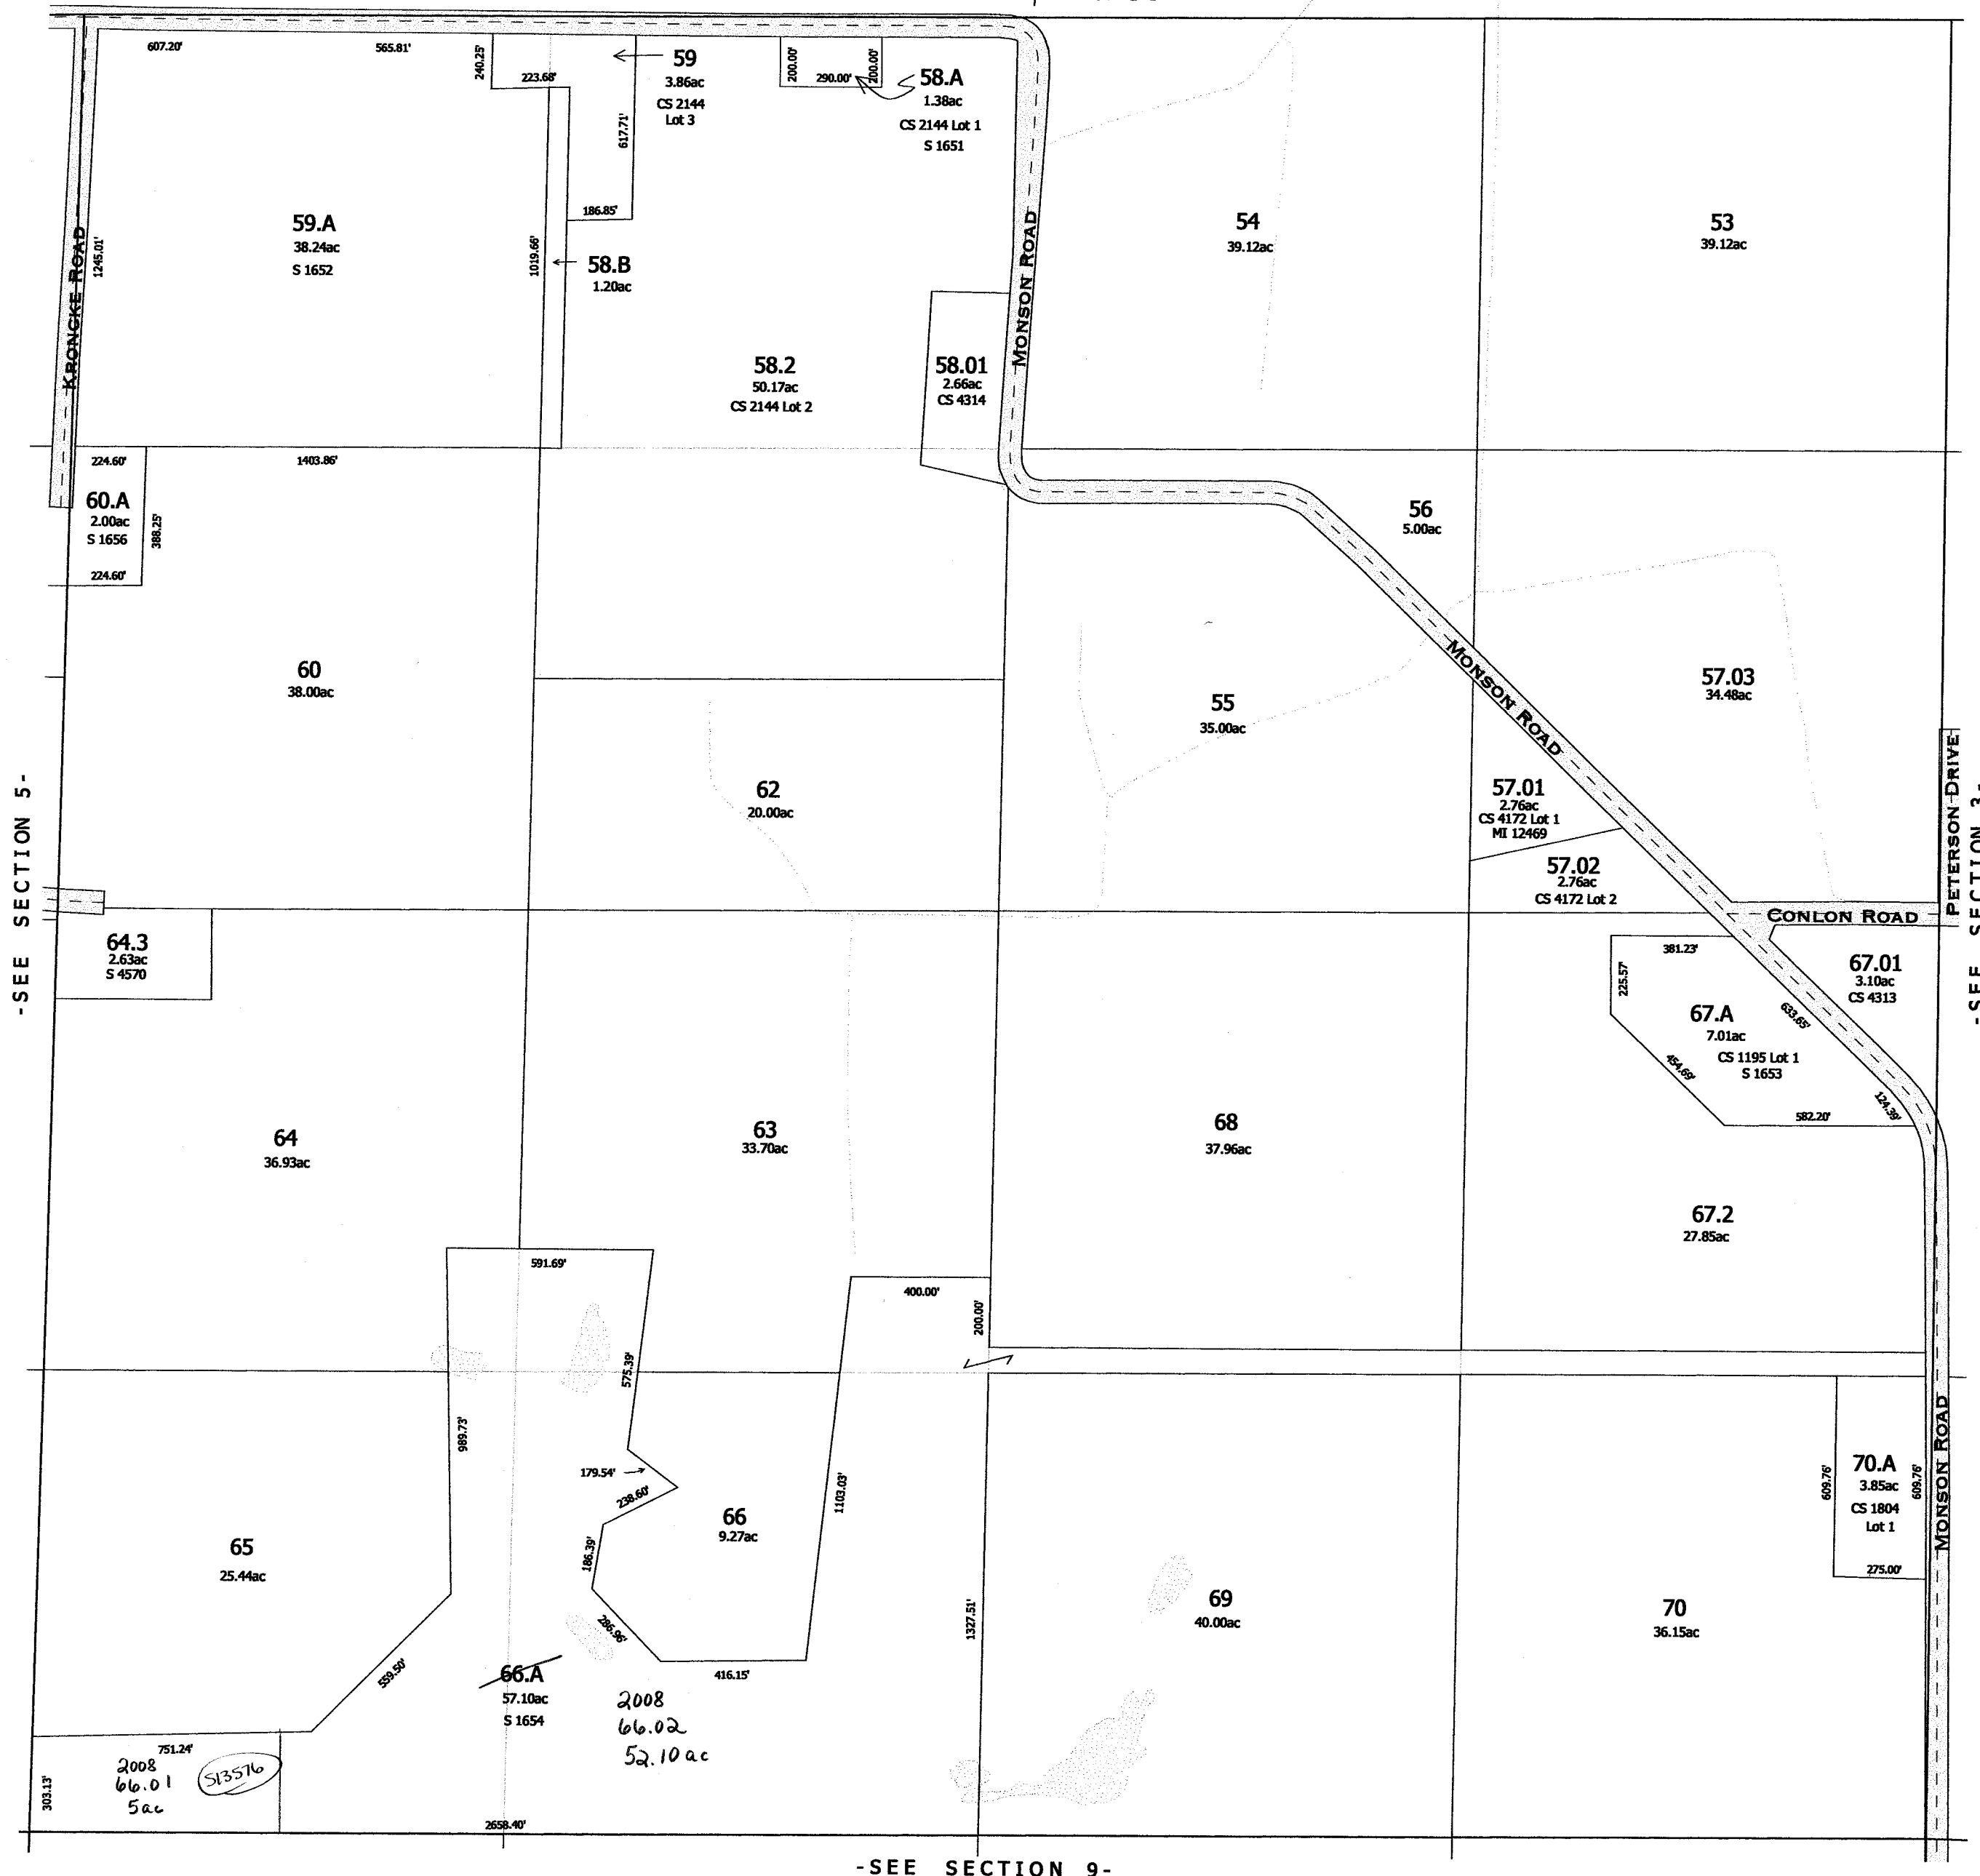 607.20'
565.81'
240.25'
223.68'
59
3.86ac
CS 2144
Lot 3
617.71'
186.85'
200.00'
290.00'
200.00'
58.A
1.38ac
CS 2144 Lot 1
S 1651
KRONCKE ROAD
1245.01'
59.A
38.24ac
S 1652
1019.66'
58.B
1.20ac
58.2
50.17ac
CS 2144 Lot 2
58.01
2.66ac
CS 4314
MONSON ROAD
54
39.12ac
53
39.12ac
224.60'
1403.86'
60.A
2.00ac
S 1656
388.25'
224.60'
56
5.00ac
60
38.00ac
MONSON ROAD
55
35.00ac
57.03
34.48ac
62
20.00ac
57.01
2.76ac
CS 4172 Lot 1
MI 12469
57.02
2.76ac
CS 4172 Lot 2
PETERSON DRIVE
-SEE SECTION 5-
-SEE SECTION 3-
CONLON ROAD
64.3
2.63ac
S 4570
381.23'
225.57'
67.A
7.01ac
CS 1195 Lot 1
S 1653
633.65'
454.69'
124.39'
582.20'
67.01
3.10ac
CS 4313
64
36.93ac
63
33.70ac
68
37.96ac
67.2
27.85ac
591.69'
400.00'
200.00'
575.39'
989.73'
179.54'
238.60'
186.39'
286.96'
66
9.27ac
1103.03'
416.15'
609.76'
70.A
3.85ac
CS 1804
Lot 1
609.76'
275.00'
MONSON ROAD
65
25.44ac
1327.51'
69
40.00ac
70
36.15ac
559.50'
66.A
57.10ac
S 1654
2008
66.02
52.10 ac
751.24'
303.13'
2008
66.01
5ac
S13576
2658.40'
-SEE SECTION 9-